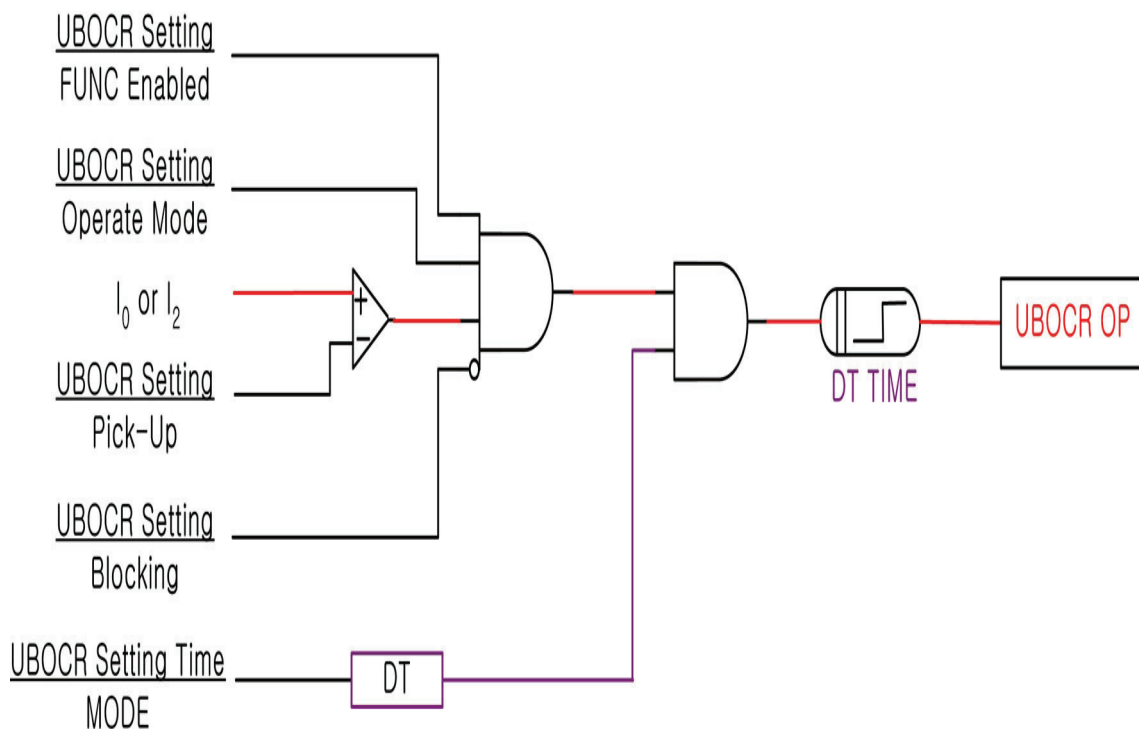 UBOCR Setting
FUNC Enabled
UBOCR Setting
Operate Mode
I₀ or I₂
+
−
UBOCR Setting
Pick-Up
UBOCR Setting
Blocking
UBOCR Setting Time
MODE
DT
DT TIME
UBOCR OP